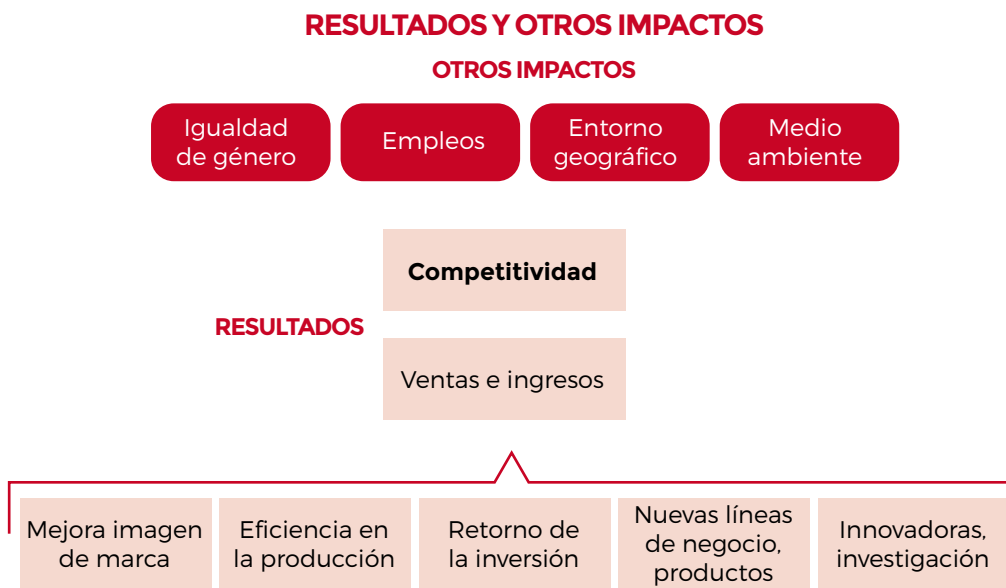 RESULTADOS Y OTROS IMPACTOS
OTROS IMPACTOS
Igualdad
de género
Empleos
Entorno
geográfico
Medio
ambiente
Competitividad
RESULTADOS
Ventas e ingresos
Mejora imagen
de marca
Eficiencia en
la producción
Retorno de
la inversión
Nuevas líneas
de negocio,
productos
Innovadoras,
investigación